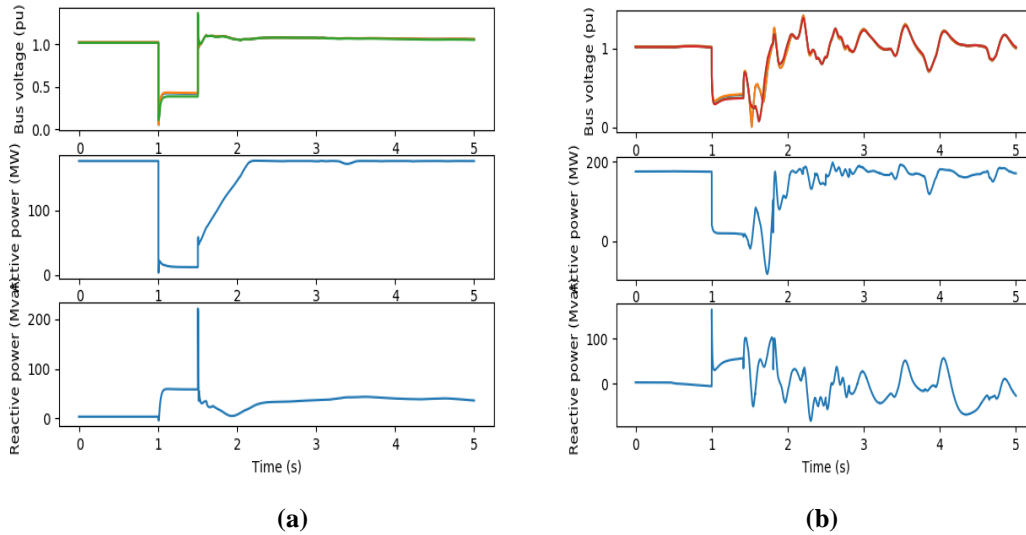 Bus voltage (pu)
1.0
0.5
0.0
0 1 2 3 4 5
Active power (MW)
100
0
0 1 2 3 4 5
Reactive power (Mvar)
200
100
0
0 1 2 3 4 5
Time (s)
(a)
Bus voltage (pu)
1
0
0 1 2 3 4 5
Active power (MW)
200
0
0 1 2 3 4 5
Reactive power (Mvar)
100
0
0 1 2 3 4 5
Time (s)
(b)